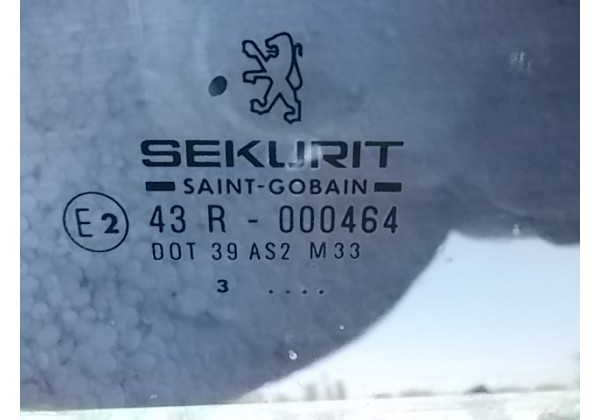 SEKURIT
SAINT-GOBAIN
E2 43 R - 000464
DOT 39 AS2 M33
3 ....